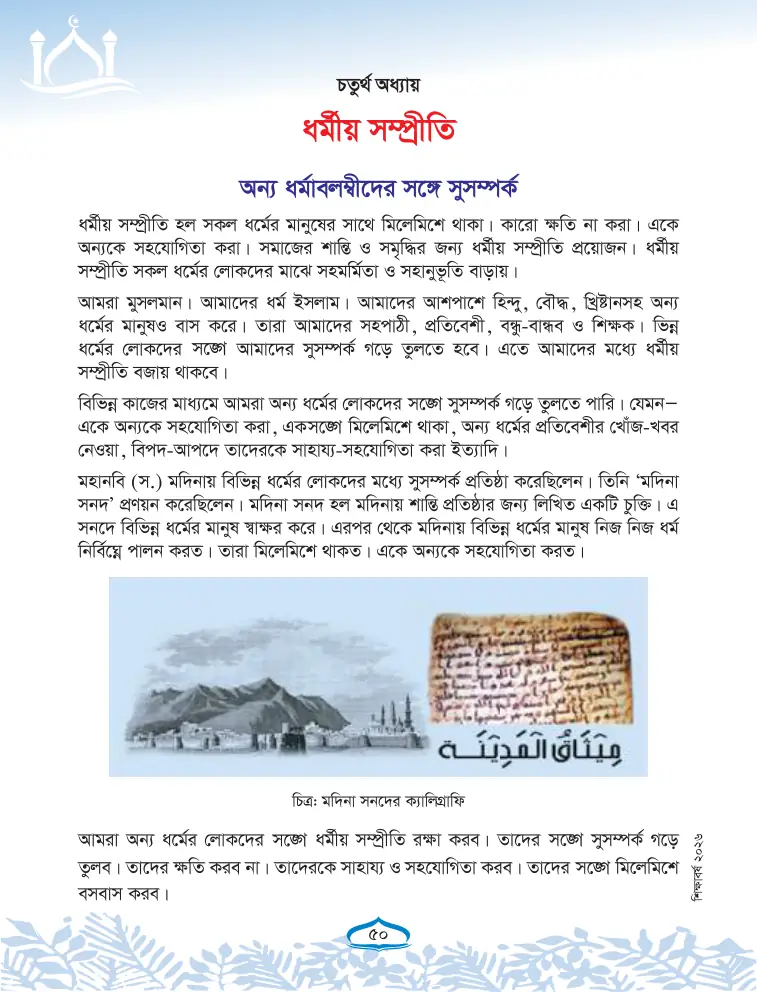 চতুর্থ অধ্যায়
ধর্মীয় সম্প্রীতি
অন্য ধর্মাবলম্বীদের সঙ্গে সুসম্পর্ক
ধর্মীয় সম্প্রীতি হল সকল ধর্মের মানুষের সাথে মিলেমিশে থাকা। কারো ক্ষতি না করা। একে
অন্যকে সহযোগিতা করা। সমাজের শান্তি ও সমৃদ্ধির জন্য ধর্মীয় সম্প্রীতি প্রয়োজন। ধর্মীয়
সম্প্রীতি সকল ধর্মের লোকদের মাঝে সহমর্মিতা ও সহানুভূতি বাড়ায়।
আমরা মুসলমান। আমাদের ধর্ম ইসলাম। আমাদের আশপাশে হিন্দু, বৌদ্ধ, খ্রিষ্টানসহ অন্য
ধর্মের মানুষও বাস করে। তারা আমাদের সহপাঠী, প্রতিবেশী, বন্ধু-বান্ধব ও শিক্ষক। ভিন্ন
ধর্মের লোকদের সঙ্গে আমাদের সুসম্পর্ক গড়ে তুলতে হবে। এতে আমাদের মধ্যে ধর্মীয়
সম্প্রীতি বজায় থাকবে।
বিভিন্ন কাজের মাধ্যমে আমরা অন্য ধর্মের লোকদের সঙ্গে সুসম্পর্ক গড়ে তুলতে পারি। যেমন–
একে অন্যকে সহযোগিতা করা, একসঙ্গে মিলেমিশে থাকা, অন্য ধর্মের প্রতিবেশীর খোঁজ-খবর
নেওয়া, বিপদ-আপদে তাদেরকে সাহায্য-সহযোগিতা করা ইত্যাদি।
মহানবি (স.) মদিনায় বিভিন্ন ধর্মের লোকদের মধ্যে সুসম্পর্ক প্রতিষ্ঠা করেছিলেন। তিনি ‘মদিনা
সনদ’ প্রণয়ন করেছিলেন। মদিনা সনদ হল মদিনায় শান্তি প্রতিষ্ঠার জন্য লিখিত একটি চুক্তি। এ
সনদে বিভিন্ন ধর্মের মানুষ স্বাক্ষর করে। এরপর থেকে মদিনায় বিভিন্ন ধর্মের মানুষ নিজ নিজ ধর্ম
নির্বিঘ্নে পালন করত। তারা মিলেমিশে থাকত। একে অন্যকে সহযোগিতা করত।
مِيْثَاقُ الْمَدِيْنَة
চিত্র: মদিনা সনদের ক্যালিগ্রাফি
আমরা অন্য ধর্মের লোকদের সঙ্গে ধর্মীয় সম্প্রীতি রক্ষা করব। তাদের সঙ্গে সুসম্পর্ক গড়ে
তুলব। তাদের ক্ষতি করব না। তাদেরকে সাহায্য ও সহযোগিতা করব। তাদের সঙ্গে মিলেমিশে
বসবাস করব।
শিক্ষাবর্ষ ২০২৬
৫০